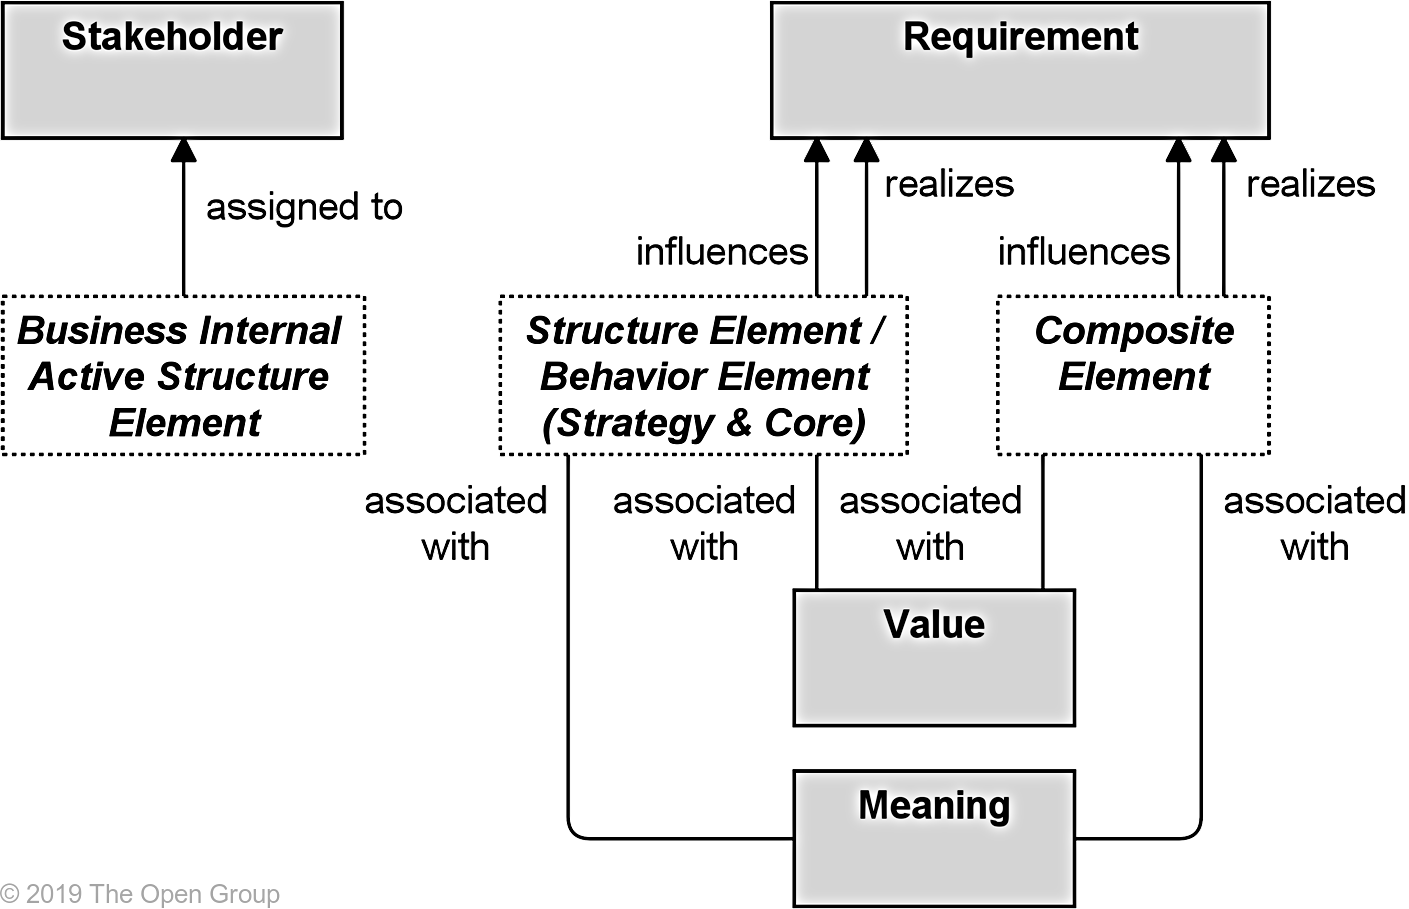 Stakeholder
Requirement
assigned to
realizes
realizes
influences
influences
Business Internal
Active Structure
Element
Structure Element /
Behavior Element
(Strategy & Core)
Composite
Element
associated
with
associated
with
associated
with
associated
with
Value
Meaning
© 2019 The Open Group